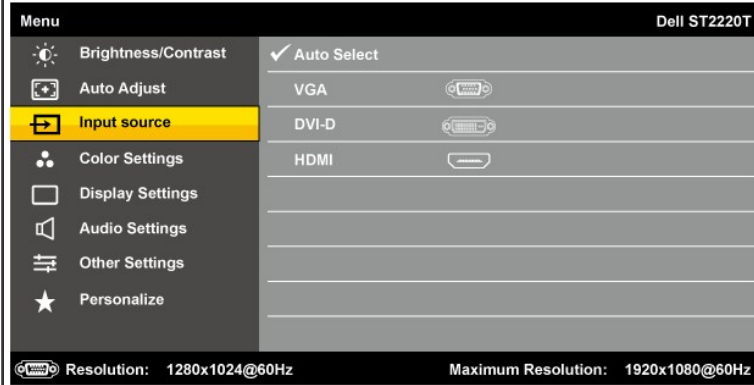 Menu Dell ST2220T
Brightness/Contrast Auto Select
Auto Adjust VGA
Input source DVI-D
Color Settings HDMI
Display Settings
Audio Settings
Other Settings
Personalize
Resolution: 1280x1024@60Hz Maximum Resolution: 1920x1080@60Hz